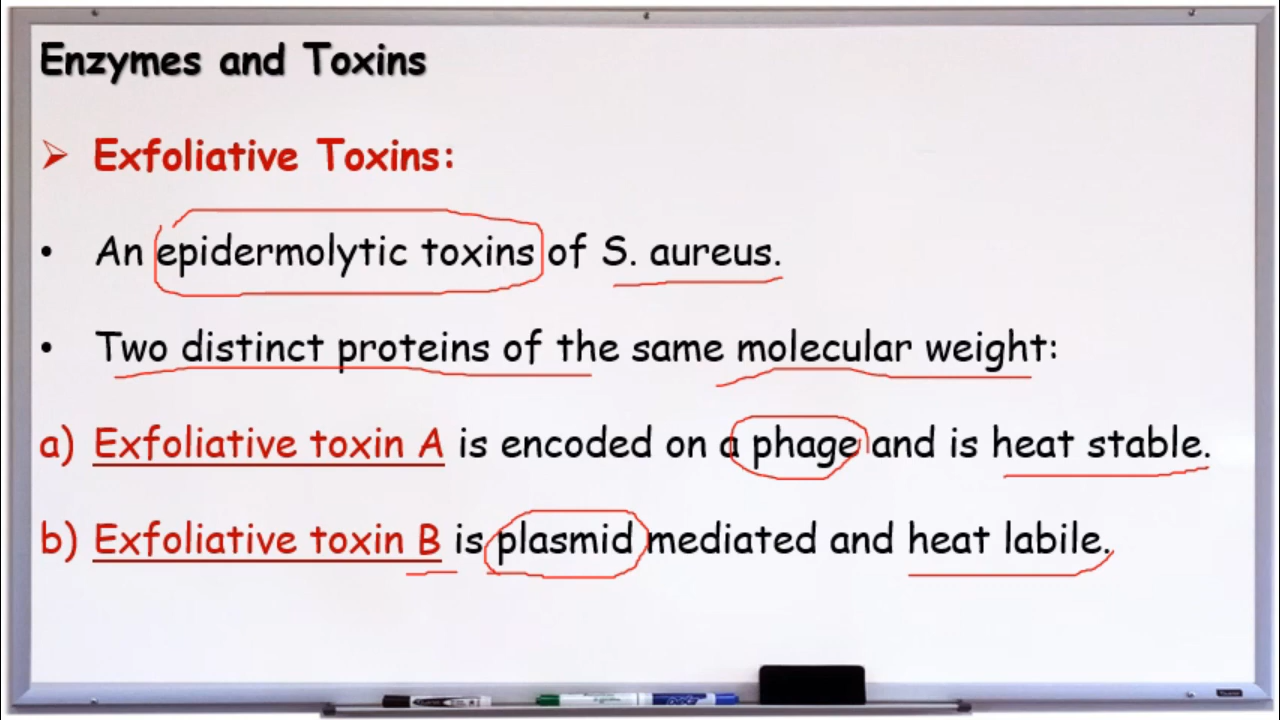 Enzymes and Toxins
➢ Exfoliative Toxins:
• An epidermolytic toxins of S. aureus.
• Two distinct proteins of the same molecular weight:
a) Exfoliative toxin A is encoded on a phage and is heat stable.
b) Exfoliative toxin B is plasmid mediated and heat labile.